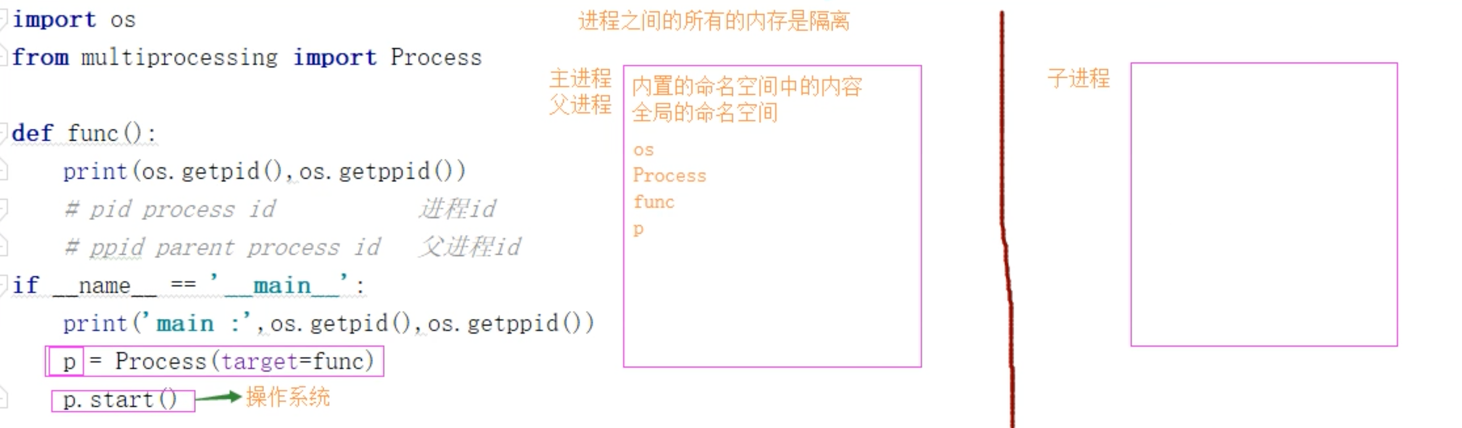 import os
from multiprocessing import Process
def func():
print(os.getpid(),os.getppid())
# pid process id 进程id
# ppid parent process id 父进程id
if __name__ == '__main__':
print('main :',os.getpid(),os.getppid())
p = Process(target=func)
p.start()
操作系统
进程之间的所有的内存是隔离
主进程
父进程
内置的命名空间中的内容
全局的命名空间
os
Process
func
p
子进程